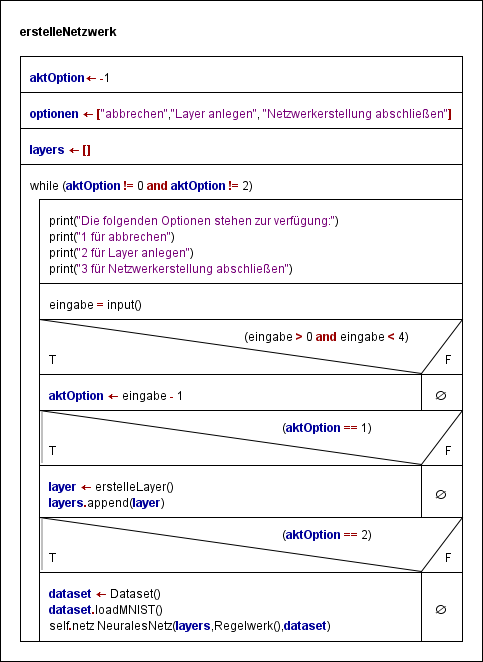 erstelleNetzwerk
aktOption ← -1
optionen ← ["abbrechen","Layer anlegen", "Netzwerkerstellung abschließen"]
layers ← []
while (aktOption != 0 and aktOption != 2)
print("Die folgenden Optionen stehen zur verfügung:")
print("1 für abbrechen")
print("2 für Layer anlegen")
print("3 für Netzwerkerstellung abschließen")
eingabe = input()
(eingabe > 0 and eingabe < 4)
T F
aktOption ← eingabe - 1 ∅
(aktOption == 1)
T F
layer ← erstelleLayer()
layers.append(layer) ∅
(aktOption == 2)
T F
dataset ← Dataset()
dataset.loadMNIST() ∅
self.netz NeuralesNetz(layers,Regelwerk(),dataset)